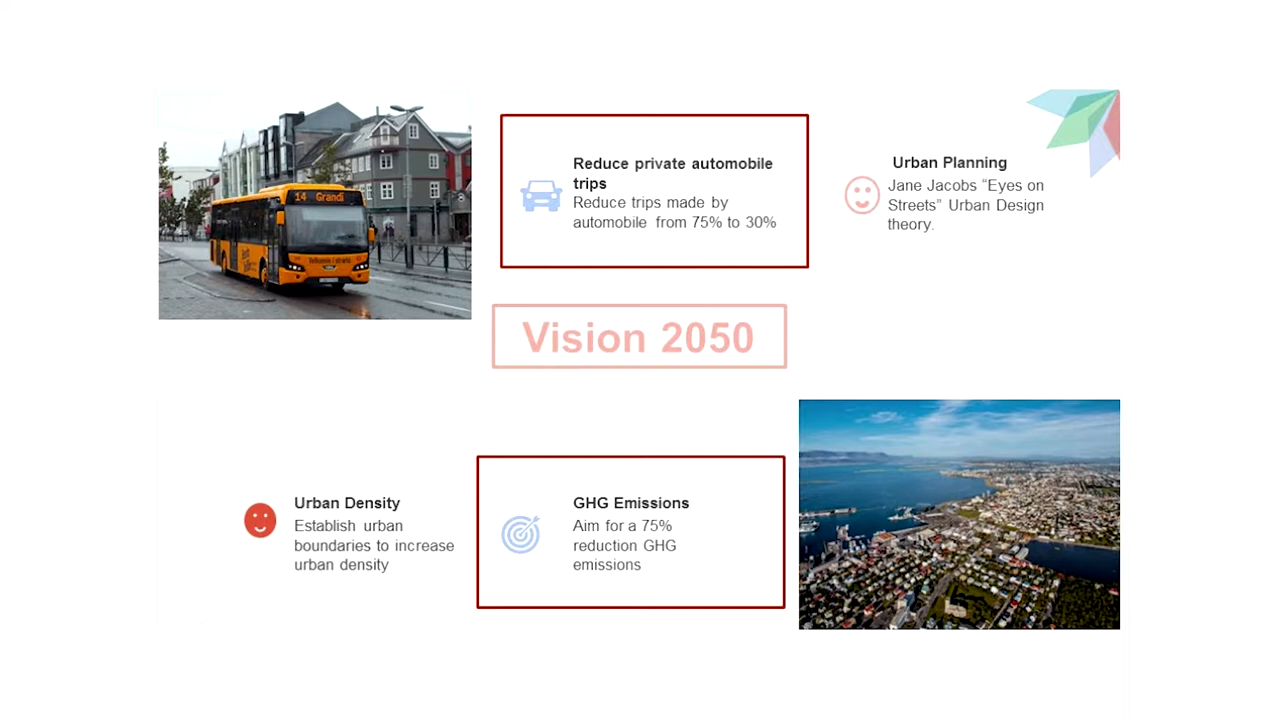 14 Grandi
Reduce private automobile
trips
Reduce trips made by
automobile from 75% to 30%
Urban Planning
Jane Jacobs “Eyes on
Streets” Urban Design
theory.
Vision 2050
Urban Density
Establish urban
boundaries to increase
urban density
GHG Emissions
Aim for a 75%
reduction GHG
emissions